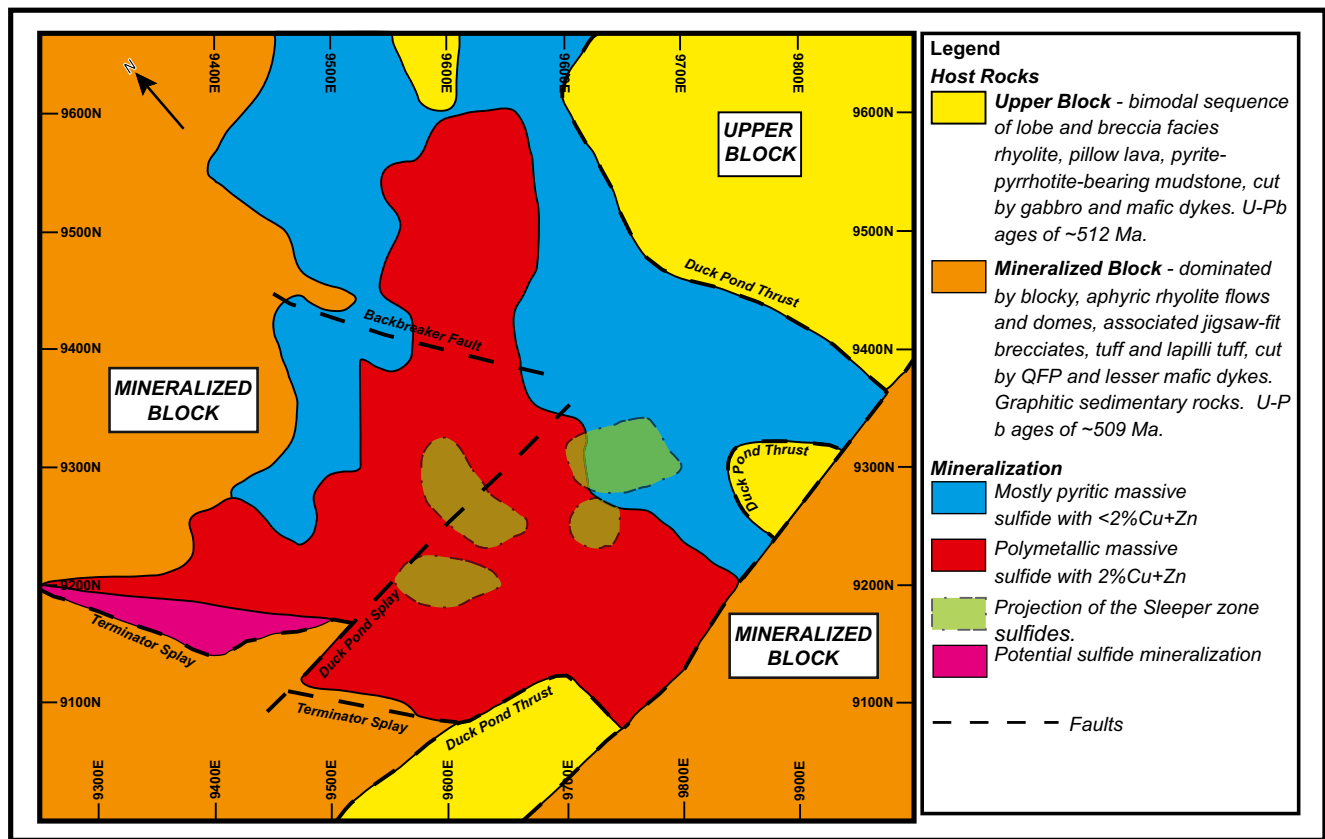 N
9400E
9500E
9600E
9600E
9700E
9800E
9600N
9600N
UPPER
BLOCK
9500N
9500N
Duck Pond Thrust
Backbreaker Fault
9400N
9400N
MINERALIZED
BLOCK
Duck Pond Thrust
9300N
9300N
9200N
9200N
Duck Pond Splay
Terminator Splay
MINERALIZED
BLOCK
9100N
9100N
Terminator Splay
Duck Pond Thrust
9300E
9400E
9500E
9600E
9700E
9800E
9900E
Legend
Host Rocks
Upper Block - bimodal sequence
of lobe and breccia facies
rhyolite, pillow lava, pyrite-
pyrrhotite-bearing mudstone, cut
by gabbro and mafic dykes. U-Pb
ages of ~512 Ma.
Mineralized Block - dominated
by blocky, aphyric rhyolite flows
and domes, associated jigsaw-fit
brecciates, tuff and lapilli tuff, cut
by QFP and lesser mafic dykes.
Graphitic sedimentary rocks. U-P
b ages of ~509 Ma.
Mineralization
Mostly pyritic massive
sulfide with <2%Cu+Zn
Polymetallic massive
sulfide with 2%Cu+Zn
Projection of the Sleeper zone
sulfides.
Potential sulfide mineralization
Faults